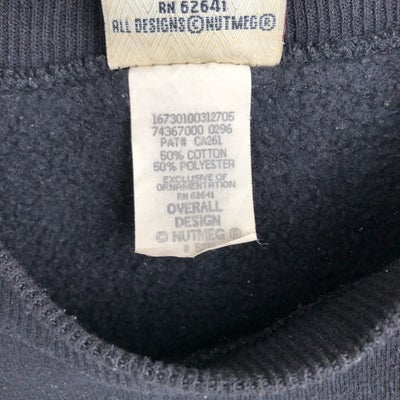 RN 62641
ALL DESIGNS © NUTMEG ®
16730100312705
74367000 0296
PAT# CA261
50% COTTON
50% POLYESTER
EXCLUSIVE OF
ORNAMENTATION
RN 62641
OVERALL
DESIGN
© NUTMEG ®